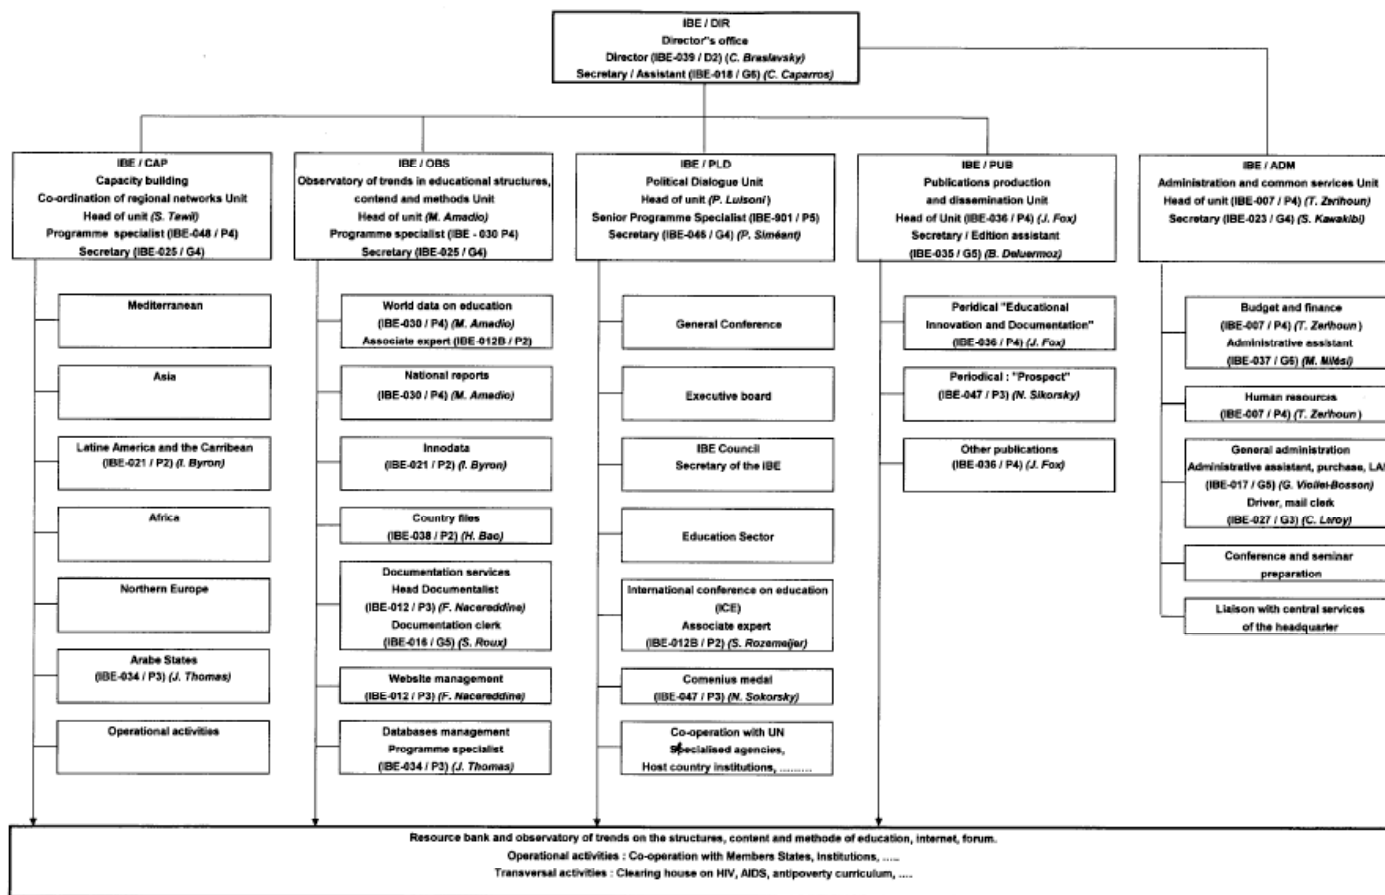 IBE / DIR
Director"s office
Director (IBE-039 / D2) (C. Braslavsky)
Secretary / Assistant (IBE-018 / G6) (C. Caparros)
IBE / CAP
Capacity building
Co-ordination of regional networks Unit
Head of unit (S. Tawil)
Programme specialist (IBE-048 / P4)
Secretary (IBE-025 / G4)
Mediterranean
Asia
Latine America and the Carribean
(IBE-021 / P2) (I. Byron)
Africa
Northern Europe
Arabe States
(IBE-034 / P3) (J. Thomas)
Operational activities
IBE / OBS
Observatory of trends in educational structures,
contend and methods Unit
Head of unit (M. Amadio)
Programme specialist (IBE - 030 P4)
Secretary (IBE-025 / G4)
World data on education
(IBE-030 / P4) (M. Amadio)
Associate expert (IBE-012B / P2)
National reports
(IBE-030 / P4) (M. Amadio)
Innodata
(IBE-021 / P2) (I. Byron)
Country files
(IBE-038 / P2) (H. Bao)
Documentation services
Head Documentalist
(IBE-012 / P3) (F. Nacereddine)
Documentation clerk
(IBE-016 / G5) (S. Roux)
Website management
(IBE-012 / P3) (F. Nacereddine)
Databases management
Programme specialist
(IBE-034 / P3) (J. Thomas)
IBE / PLD
Political Dialogue Unit
Head of unit (P. Luisoni)
Senior Programme Specialist (IBE-901 / P5)
Secretary (IBE-046 / G4) (P. Siméant)
General Conference
Executive board
IBE Council
Secretary of the IBE
Education Sector
International conference on education
(ICE)
Associate expert
(IBE-012B / P2) (S. Rozemeijer)
Comenius medal
(IBE-047 / P3) (N. Sokorsky)
Co-operation with UN
Specialised agencies,
Host country institutions, .........
IBE / PUB
Publications production
and dissemination Unit
Head of Unit (IBE-036 / P4) (J. Fox)
Secretary / Edition assistant
(IBE-035 / G5) (B. Deluermoz)
Peridical "Educational
Innovation and Documentation"
(IBE-036 / P4) (J. Fox)
Periodical : "Prospect"
(IBE-047 / P3) (N. Sikorsky)
Other publications
(IBE-036 / P4) (J. Fox)
IBE / ADM
Administration and common services Unit
Head of unit (IBE-007 / P4) (T. Zerihoun)
Secretary (IBE-023 / G4) (S. Kawakibi)
Budget and finance
(IBE-007 / P4) (T. Zerihoun)
Administrative assistant
(IBE-037 / G6) (M. Milési)
Human resources
(IBE-007 / P4) (T. Zerihoun)
General administration
Administrative assistant, purchase, LAN
(IBE-017 / G5) (G. Viollet-Bosson)
Driver, mail clerk
(IBE-027 / G3) (C. Leroy)
Conference and seminar
preparation
Liaison with central services
of the headquarter
Resource bank and observatory of trends on the structures, content and methode of education, internet, forum.
Operational activities : Co-operation with Members States, Institutions, .....
Transversal activities : Clearing house on HIV, AIDS, antipoverty curriculum, ....